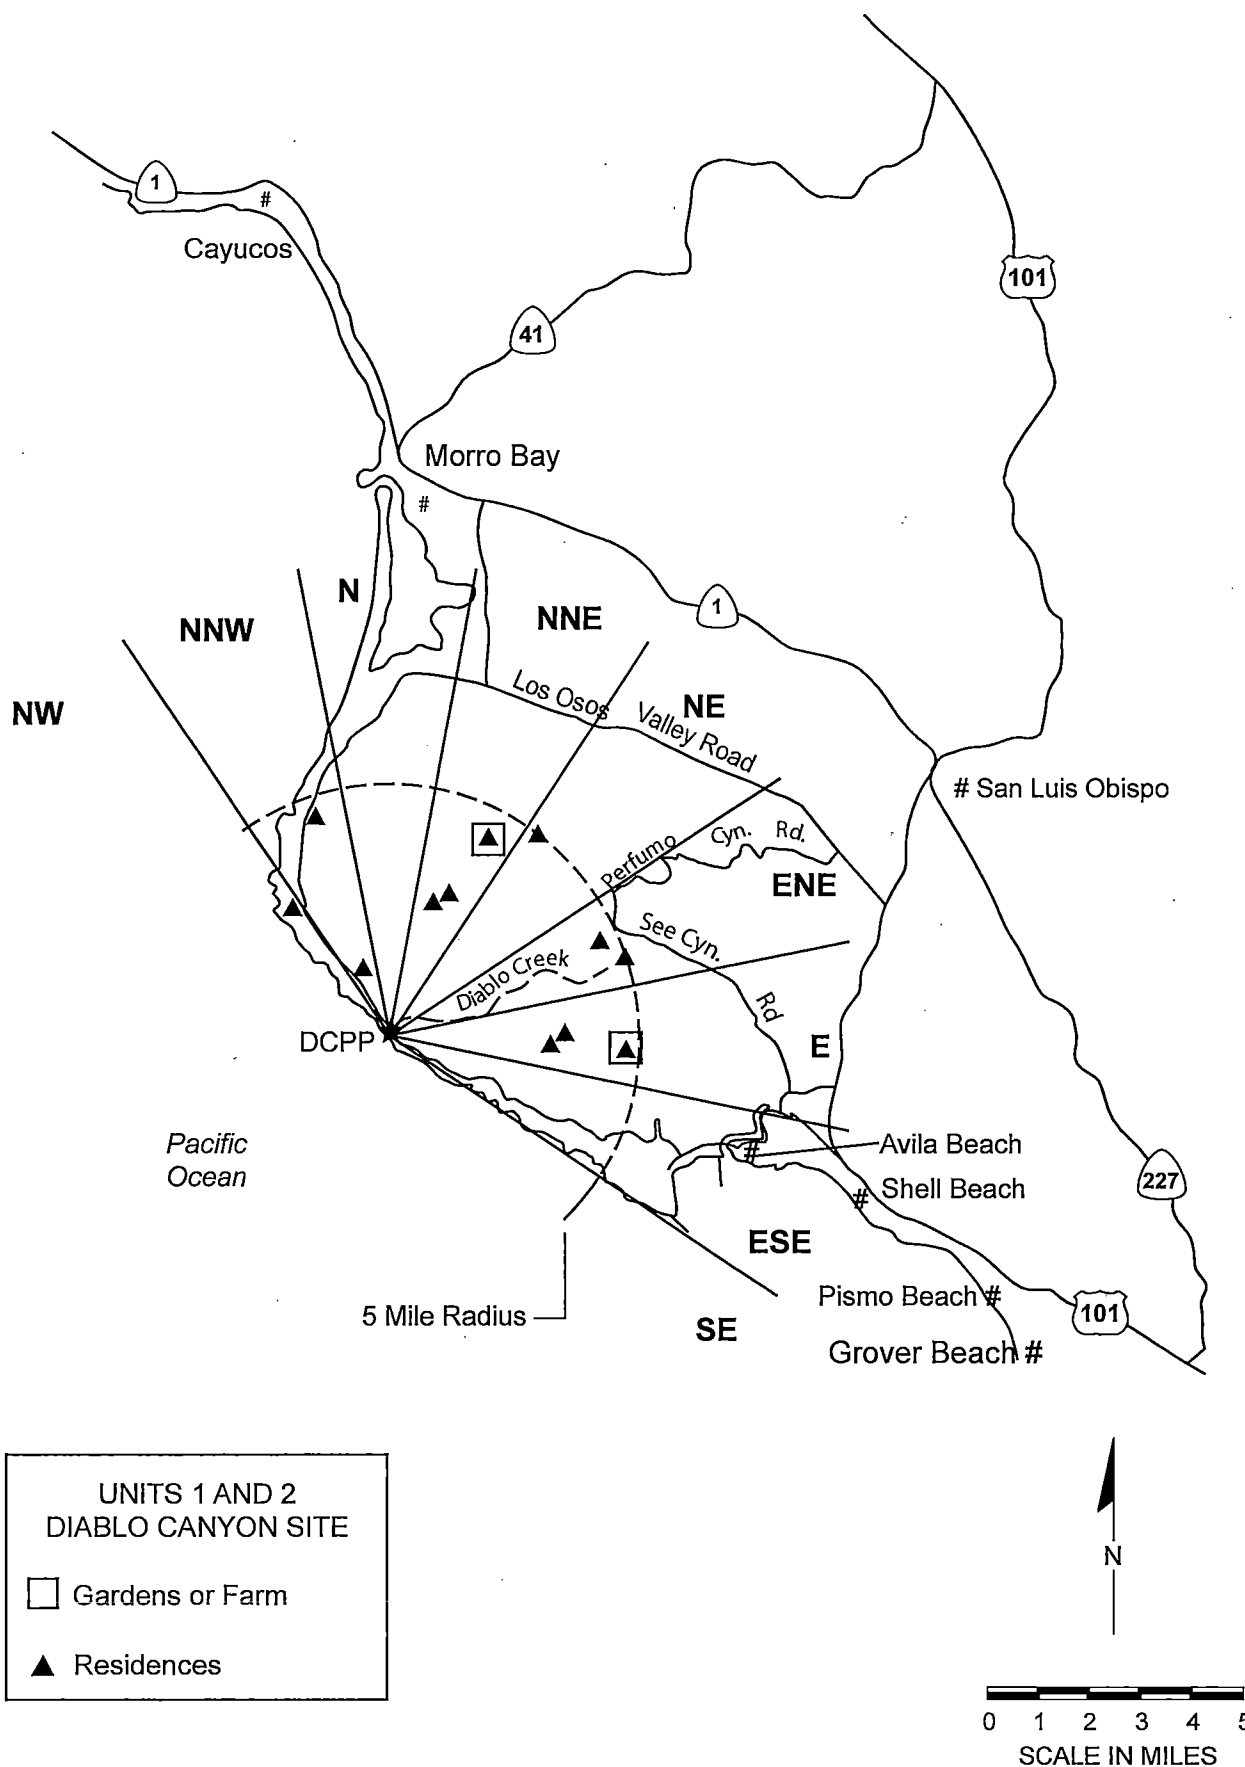 1
#
Cayucos
101
41
Morro Bay
#
N
NNW
NNE
1
NW
Los Osos
Valley Road
NE
# San Luis Obispo
Perfumo
Cyn.
Rd.
ENE
See Cyn.
Rd
Diablo Creek
DCPP
E
Pacific
Ocean
#
Avila Beach
227
#
Shell Beach
ESE
Pismo Beach #
5 Mile Radius
101
SE
Grover Beach #
UNITS 1 AND 2
DIABLO CANYON SITE
Gardens or Farm
Residences
N
0 1 2 3 4 5
SCALE IN MILES